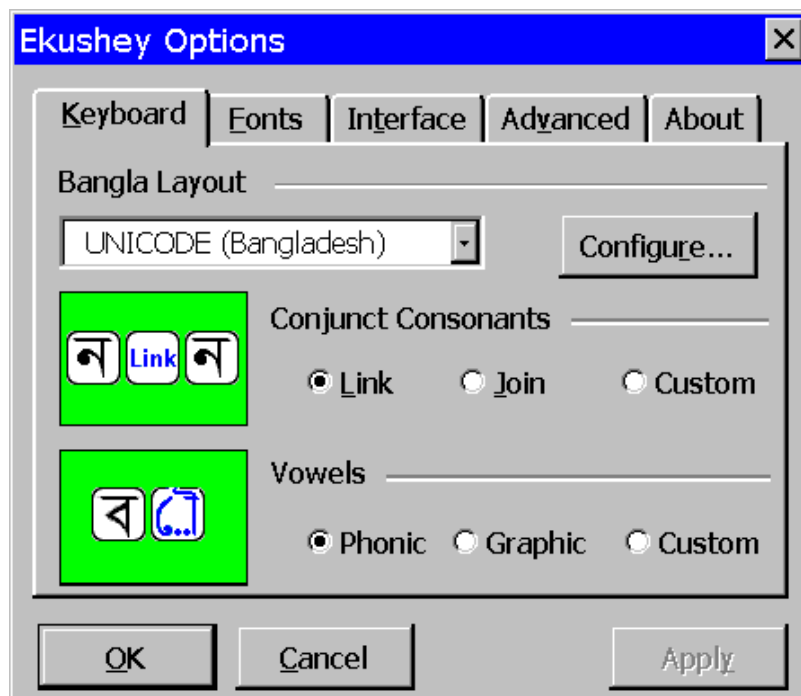 Ekushey Options
Keyboard Fonts Interface Advanced About
Bangla Layout
UNICODE (Bangladesh) Configure...
Conjunct Consonants
ন Link ন
Link Join Custom
Vowels
ব ো
Phonic Graphic Custom
OK Cancel Apply